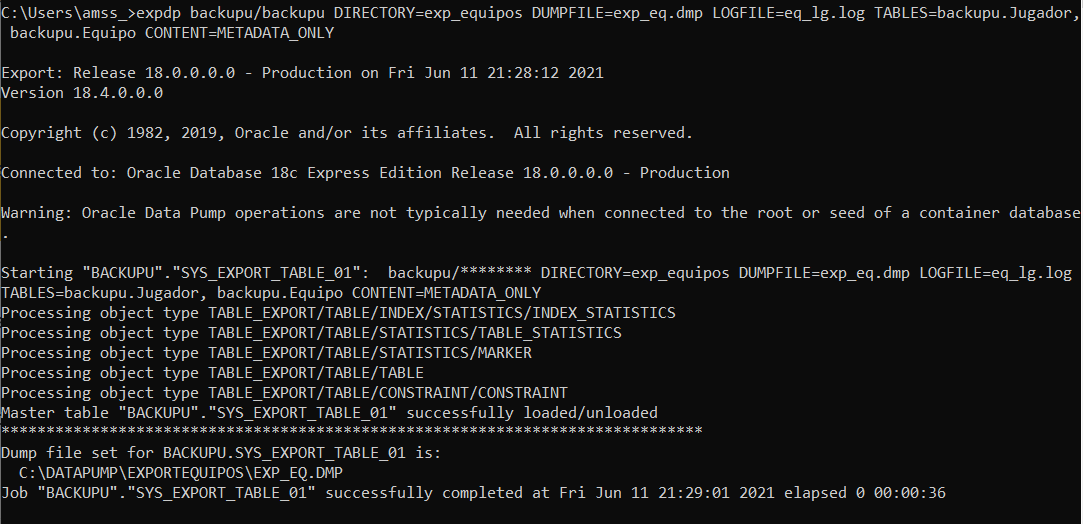 C:\Users\amss_>expdp backupu/backupu DIRECTORY=exp_equipos DUMPFILE=exp_eq.dmp LOGFILE=eq_lg.log TABLES=backupu.Jugador,
 backupu.Equipo CONTENT=METADATA_ONLY
Export: Release 18.0.0.0.0 - Production on Fri Jun 11 21:28:12 2021
Version 18.4.0.0.0
Copyright (c) 1982, 2019, Oracle and/or its affiliates.  All rights reserved.
Connected to: Oracle Database 18c Express Edition Release 18.0.0.0.0 - Production
Warning: Oracle Data Pump operations are not typically needed when connected to the root or seed of a container database
.
Starting "BACKUPU"."SYS_EXPORT_TABLE_01":  backupu/******** DIRECTORY=exp_equipos DUMPFILE=exp_eq.dmp LOGFILE=eq_lg.log
TABLES=backupu.Jugador, backupu.Equipo CONTENT=METADATA_ONLY
Processing object type TABLE_EXPORT/TABLE/INDEX/STATISTICS/INDEX_STATISTICS
Processing object type TABLE_EXPORT/TABLE/STATISTICS/TABLE_STATISTICS
Processing object type TABLE_EXPORT/TABLE/STATISTICS/MARKER
Processing object type TABLE_EXPORT/TABLE/TABLE
Processing object type TABLE_EXPORT/TABLE/CONSTRAINT/CONSTRAINT
Master table "BACKUPU"."SYS_EXPORT_TABLE_01" successfully loaded/unloaded
******************************************************************************
Dump file set for BACKUPU.SYS_EXPORT_TABLE_01 is:
  C:\DATAPUMP\EXPORTEQUIPOS\EXP_EQ.DMP
Job "BACKUPU"."SYS_EXPORT_TABLE_01" successfully completed at Fri Jun 11 21:29:01 2021 elapsed 0 00:00:36